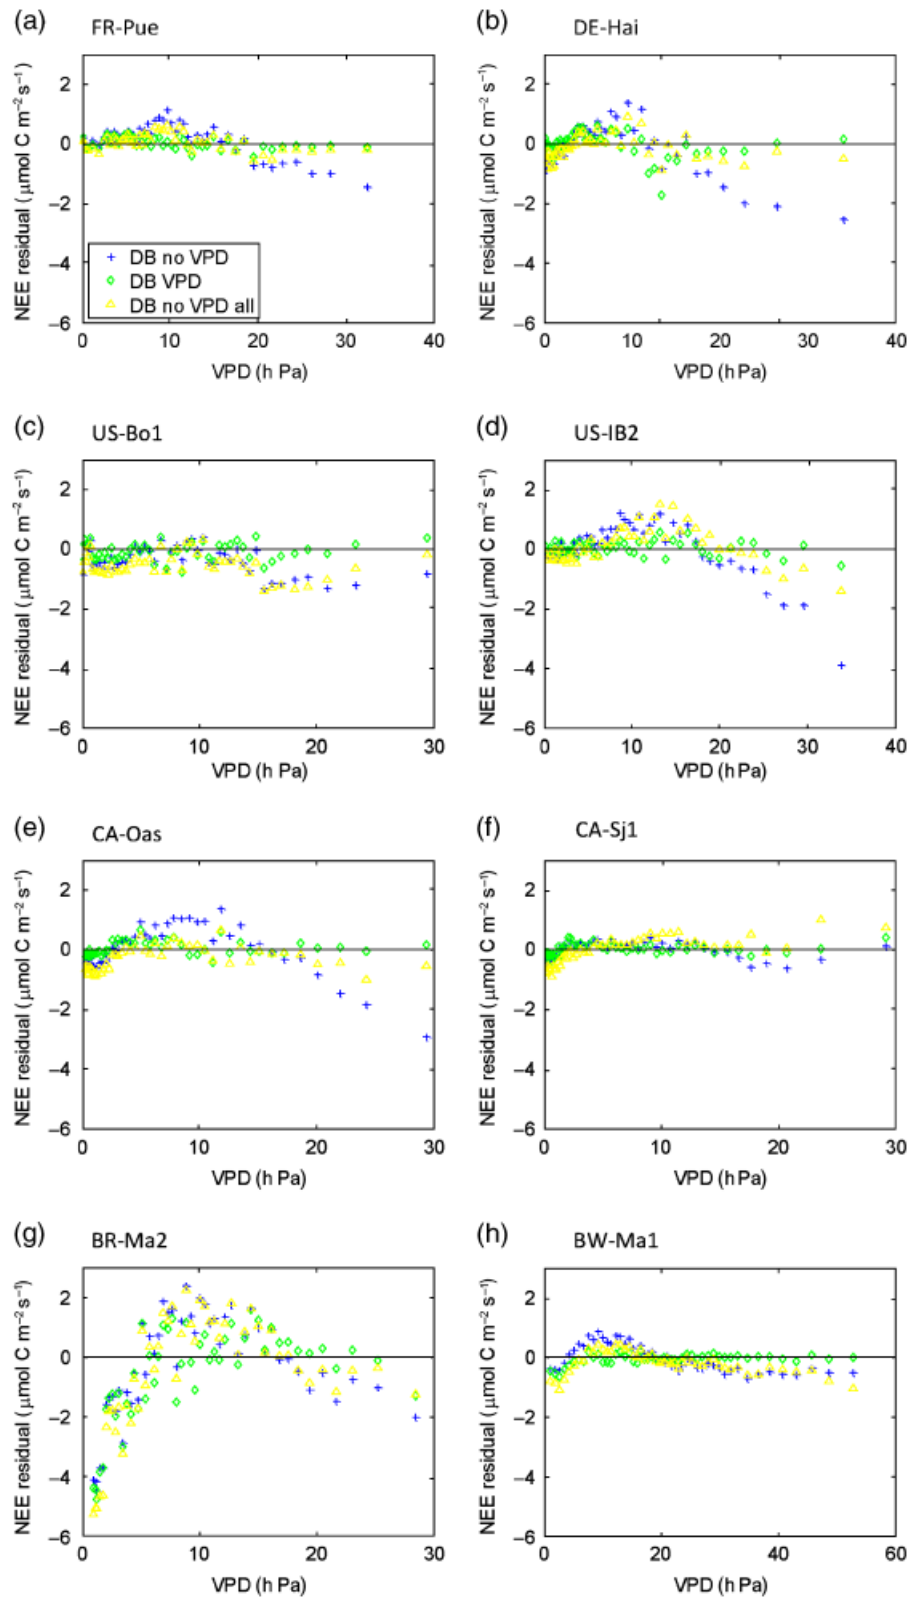 (a) FR-Pue
NEE residual (μmol C m−2 s−1)
2
0
−2
−4
−6
DB no VPD
DB VPD
DB no VPD all
0 10 20 30 40
VPD (h Pa)
(b) DE-Hai
NEE residual (μmol C m−2 s−1)
2
0
−2
−4
−6
0 10 20 30 40
VPD (h Pa)
(c) US-Bo1
NEE residual (μmol C m−2 s−1)
2
0
−2
−4
−6
0 10 20 30
VPD (h Pa)
(d) US-IB2
NEE residual (μmol C m−2 s−1)
2
0
−2
−4
−6
0 10 20 30 40
VPD (h Pa)
(e) CA-Oas
NEE residual (μmol C m−2 s−1)
2
0
−2
−4
−6
0 10 20 30
VPD (h Pa)
(f) CA-Sj1
NEE residual (μmol C m−2 s−1)
2
0
−2
−4
−6
0 10 20 30
VPD (h Pa)
(g) BR-Ma2
NEE residual (μmol C m−2 s−1)
2
0
−2
−4
−6
0 10 20 30
VPD (h Pa)
(h) BW-Ma1
NEE residual (μmol C m−2 s−1)
2
0
−2
−4
−6
0 20 40 60
VPD (h Pa)